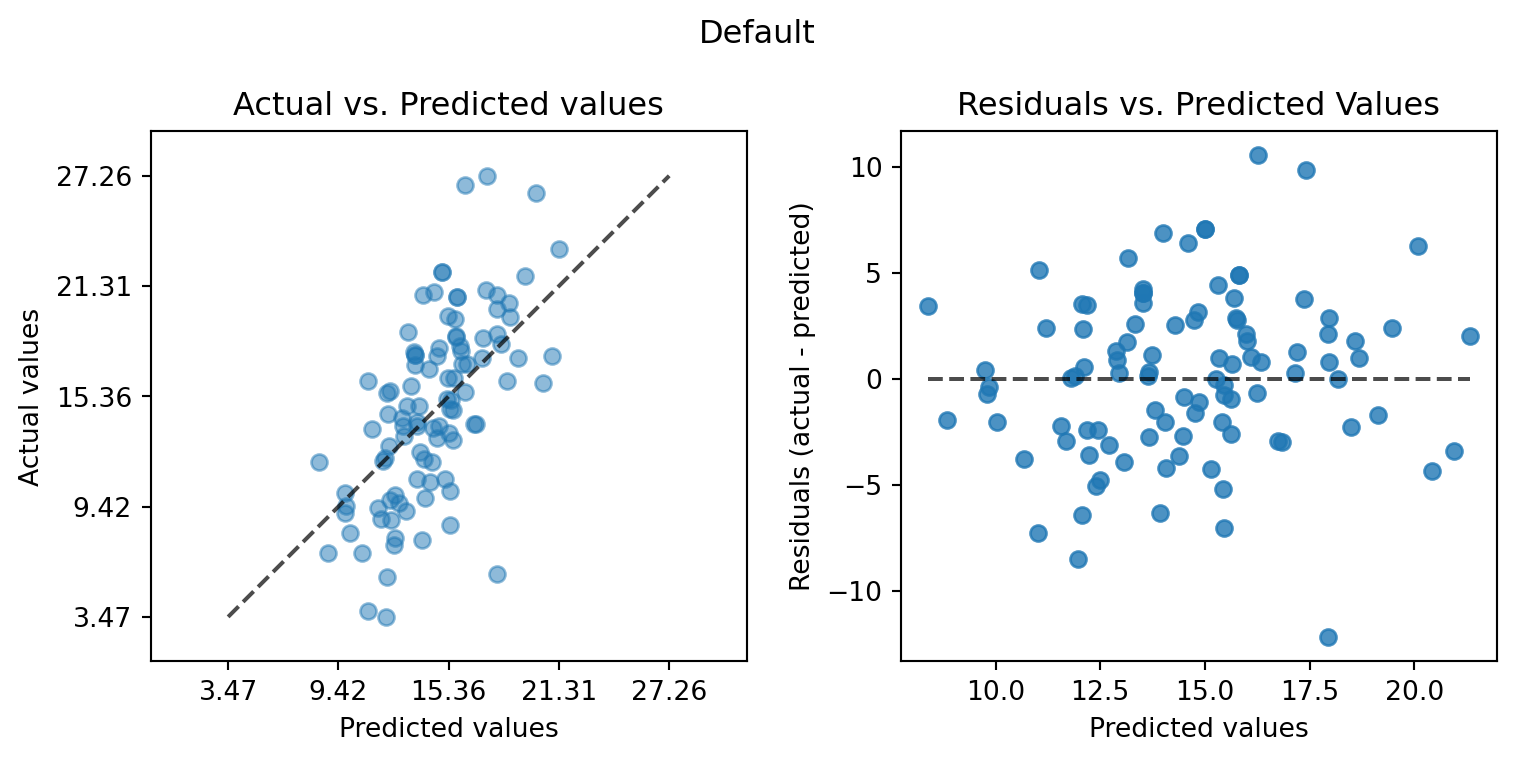 Default
Actual vs. Predicted values
Actual values
27.26
21.31
15.36
9.42
3.47
3.47 9.42 15.36 21.31 27.26
Predicted values
Residuals vs. Predicted Values
Residuals (actual - predicted)
10
5
0
−5
−10
10.0 12.5 15.0 17.5 20.0
Predicted values